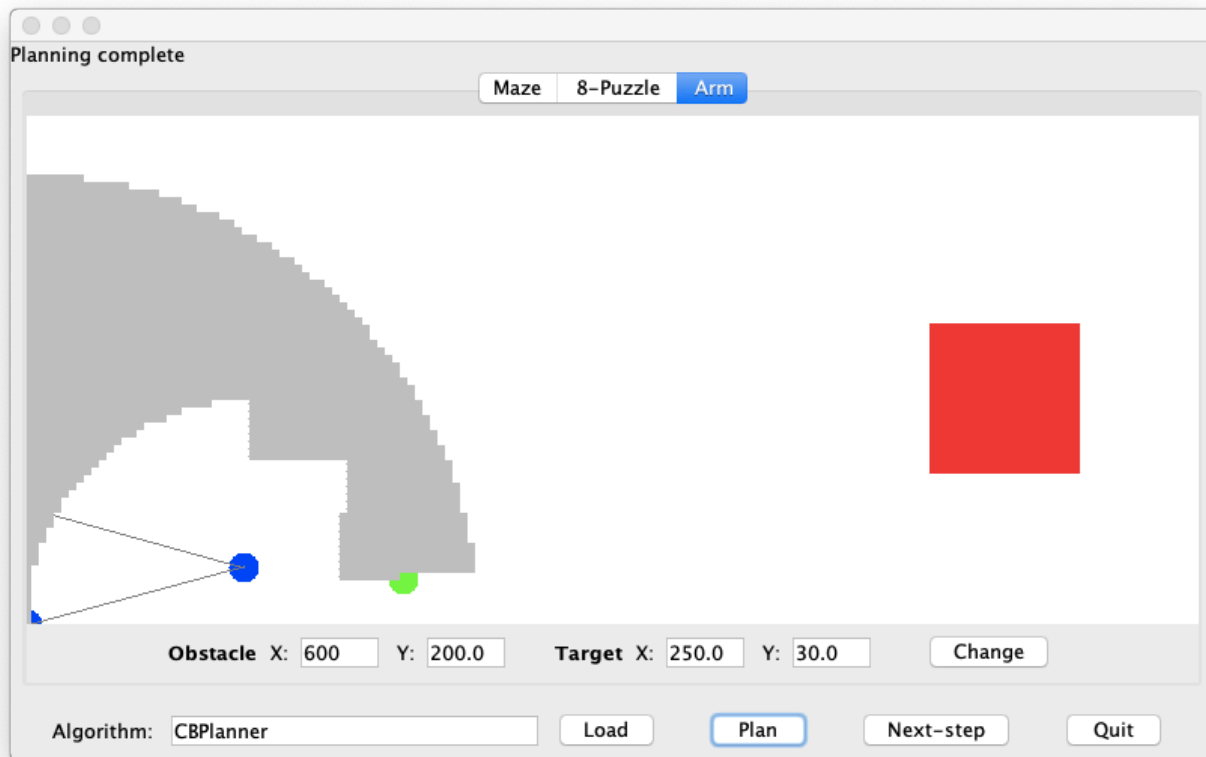 Planning complete
Maze 8-Puzzle Arm
Obstacle X: 600 Y: 200.0 Target X: 250.0 Y: 30.0 Change
Algorithm: CBPlanner Load Plan Next-step Quit